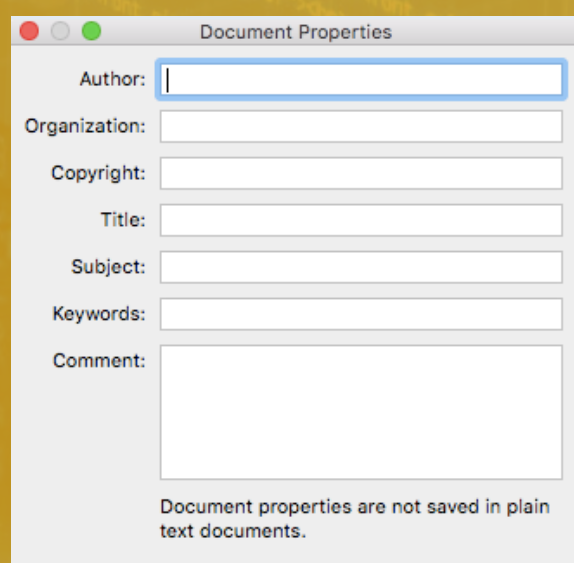 Document Properties
Author:
Organization:
Copyright:
Title:
Subject:
Keywords:
Comment:
Document properties are not saved in plain
text documents.